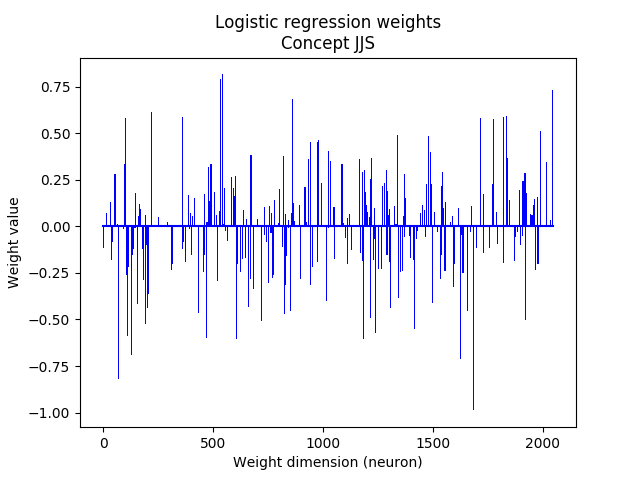 Logistic regression weights
Concept JJS
0.75
0.50
0.25
0.00
−0.25
−0.50
−0.75
−1.00
Weight value
0 500 1000 1500 2000
Weight dimension (neuron)